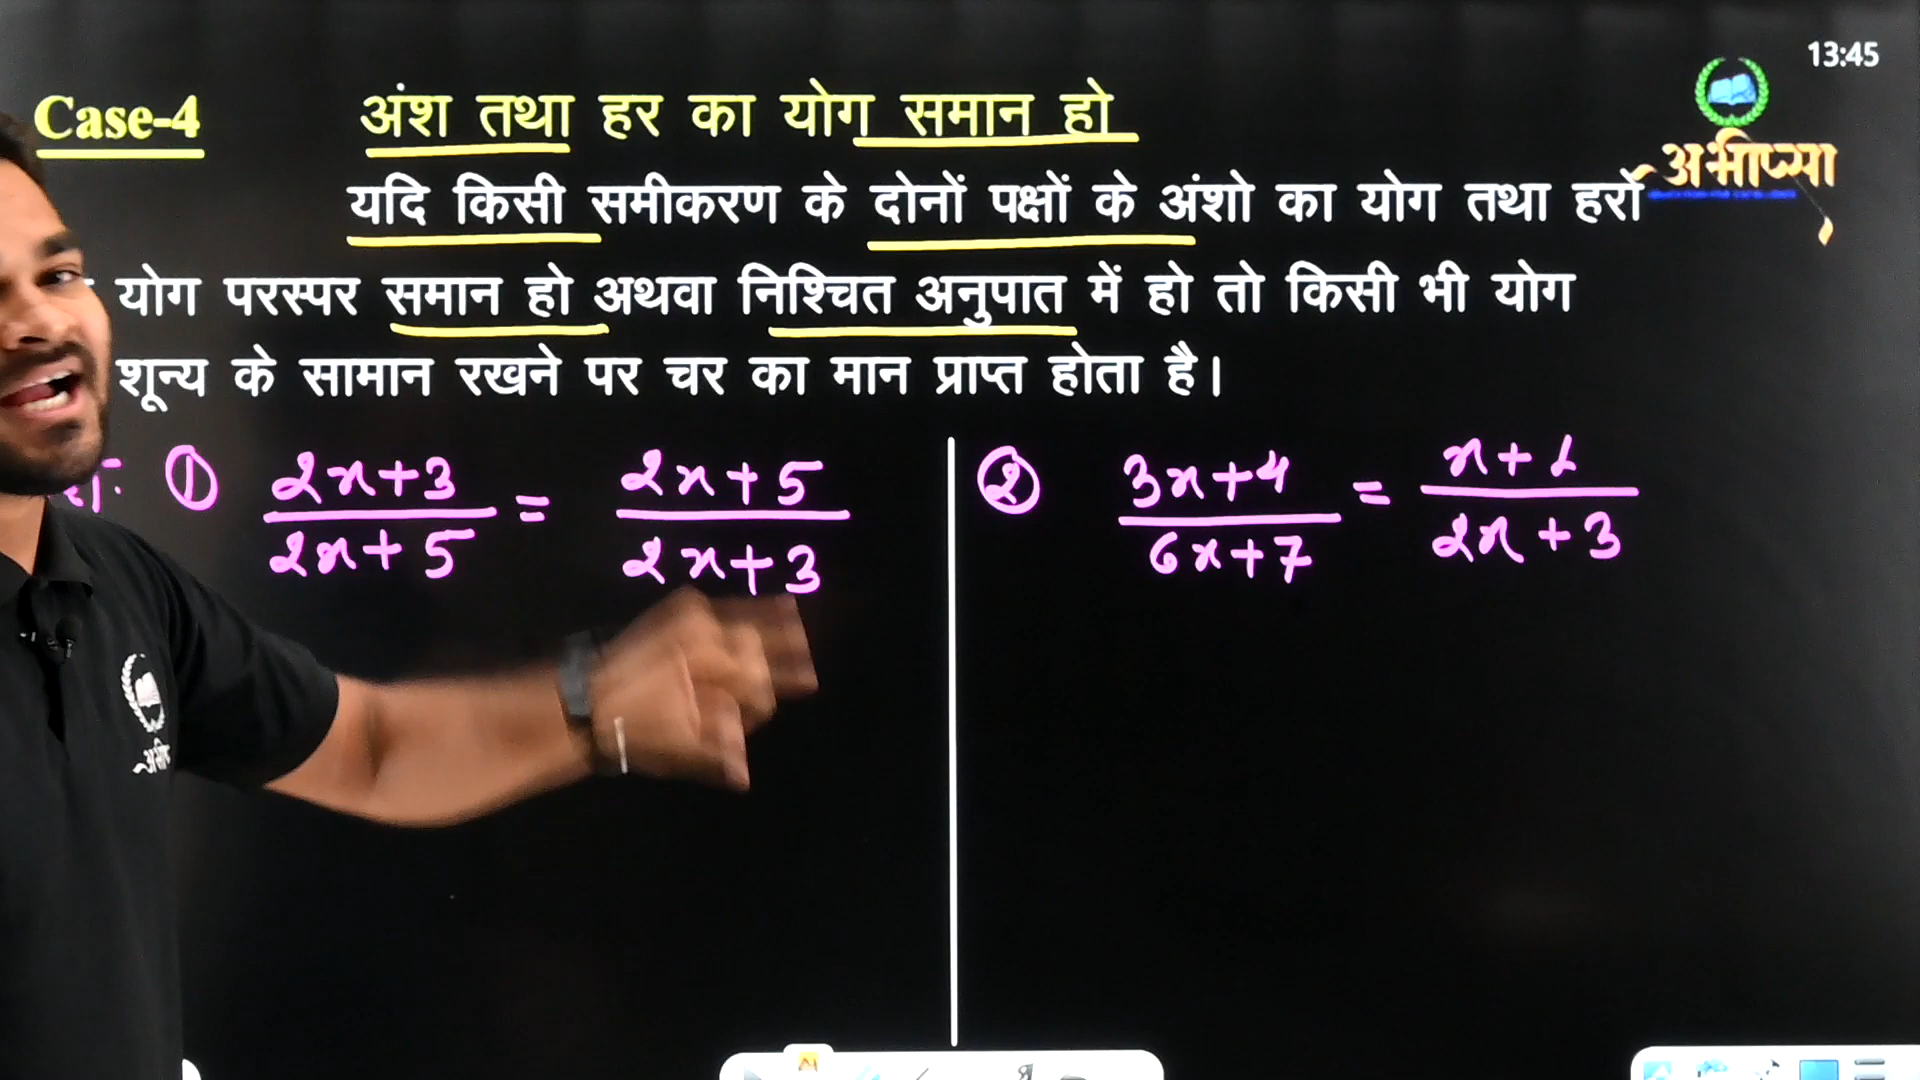 13:45
Case-4 अंश तथा हर का योग समान हो
अभीप्सा
यदि किसी समीकरण के दोनों पक्षों के अंशो का योग तथा हरों
योग परस्पर समान हो अथवा निश्चित अनुपात में हो तो किसी भी योग
शून्य के सामान रखने पर चर का मान प्राप्त होता है।
① (2x+3)/(2x+5) = (2x+5)/(2x+3)
② (3x+4)/(6x+7) = (x+1)/(2x+3)